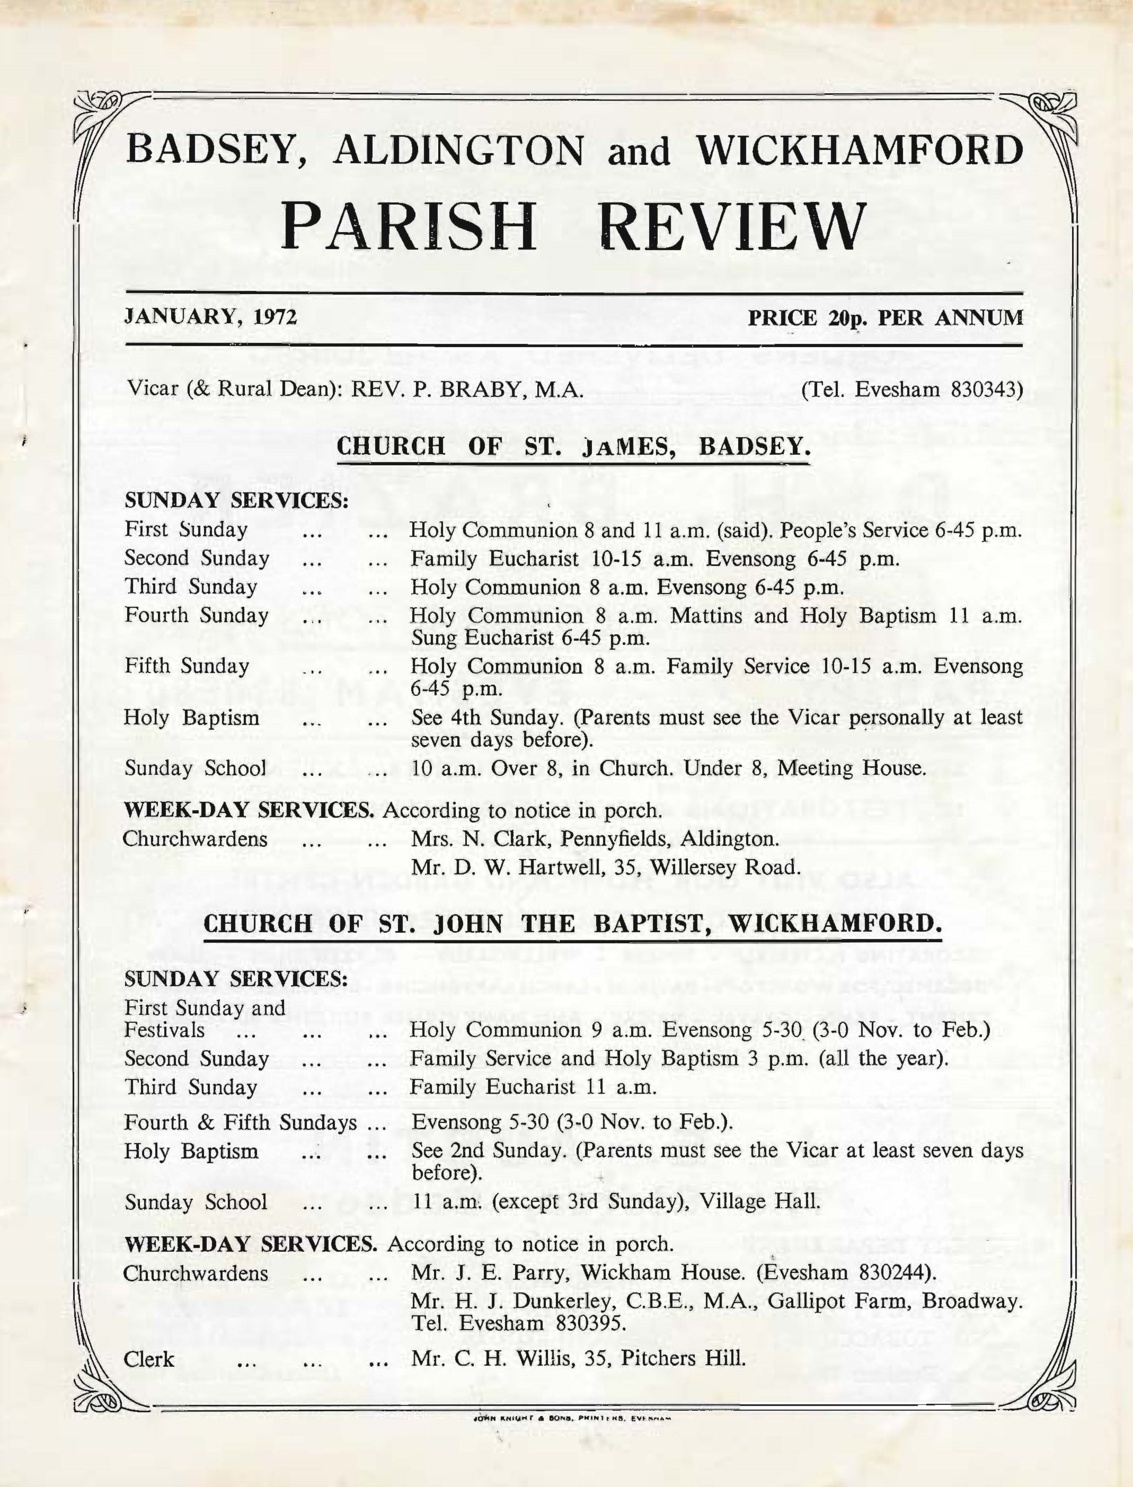 BADSEY, ALDINGTON and WICKHAMFORD
PARISH REVIEW
JANUARY, 1972 PRICE 20p. PER ANNUM
Vicar (& Rural Dean): REV. P. BRABY, M.A. (Tel. Evesham 830343)
CHURCH OF ST. JAMES, BADSEY.
SUNDAY SERVICES:
First Sunday ... ... Holy Communion 8 and 11 a.m. (said). People's Service 6-45 p.m.
Second Sunday ... ... Family Eucharist 10-15 a.m. Evensong 6-45 p.m.
Third Sunday ... ... Holy Communion 8 a.m. Evensong 6-45 p.m.
Fourth Sunday ... ... Holy Communion 8 a.m. Mattins and Holy Baptism 11 a.m.
Sung Eucharist 6-45 p.m.
Fifth Sunday ... ... Holy Communion 8 a.m. Family Service 10-15 a.m. Evensong
6-45 p.m.
Holy Baptism ... ... See 4th Sunday. (Parents must see the Vicar personally at least
seven days before).
Sunday School ... ... 10 a.m. Over 8, in Church. Under 8, Meeting House.
WEEK-DAY SERVICES. According to notice in porch.
Churchwardens ... ... Mrs. N. Clark, Pennyfields, Aldington.
Mr. D. W. Hartwell, 35, Willersey Road.
CHURCH OF ST. JOHN THE BAPTIST, WICKHAMFORD.
SUNDAY SERVICES:
First Sunday and
Festivals ... ... ... Holy Communion 9 a.m. Evensong 5-30 (3-0 Nov. to Feb.)
Second Sunday ... ... Family Service and Holy Baptism 3 p.m. (all the year).
Third Sunday ... ... Family Eucharist 11 a.m.
Fourth & Fifth Sundays ... Evensong 5-30 (3-0 Nov. to Feb.).
Holy Baptism ... ... See 2nd Sunday. (Parents must see the Vicar at least seven days
before).
Sunday School ... ... 11 a.m. (except 3rd Sunday), Village Hall.
WEEK-DAY SERVICES. According to notice in porch.
Churchwardens ... ... Mr. J. E. Parry, Wickham House. (Evesham 830244).
Mr. H. J. Dunkerley, C.B.E., M.A., Gallipot Farm, Broadway.
Tel. Evesham 830395.
Clerk ... ... ... Mr. C. H. Willis, 35, Pitchers Hill.
JOHN KNIGHT & SONS, PRINTERS, EVESHAM